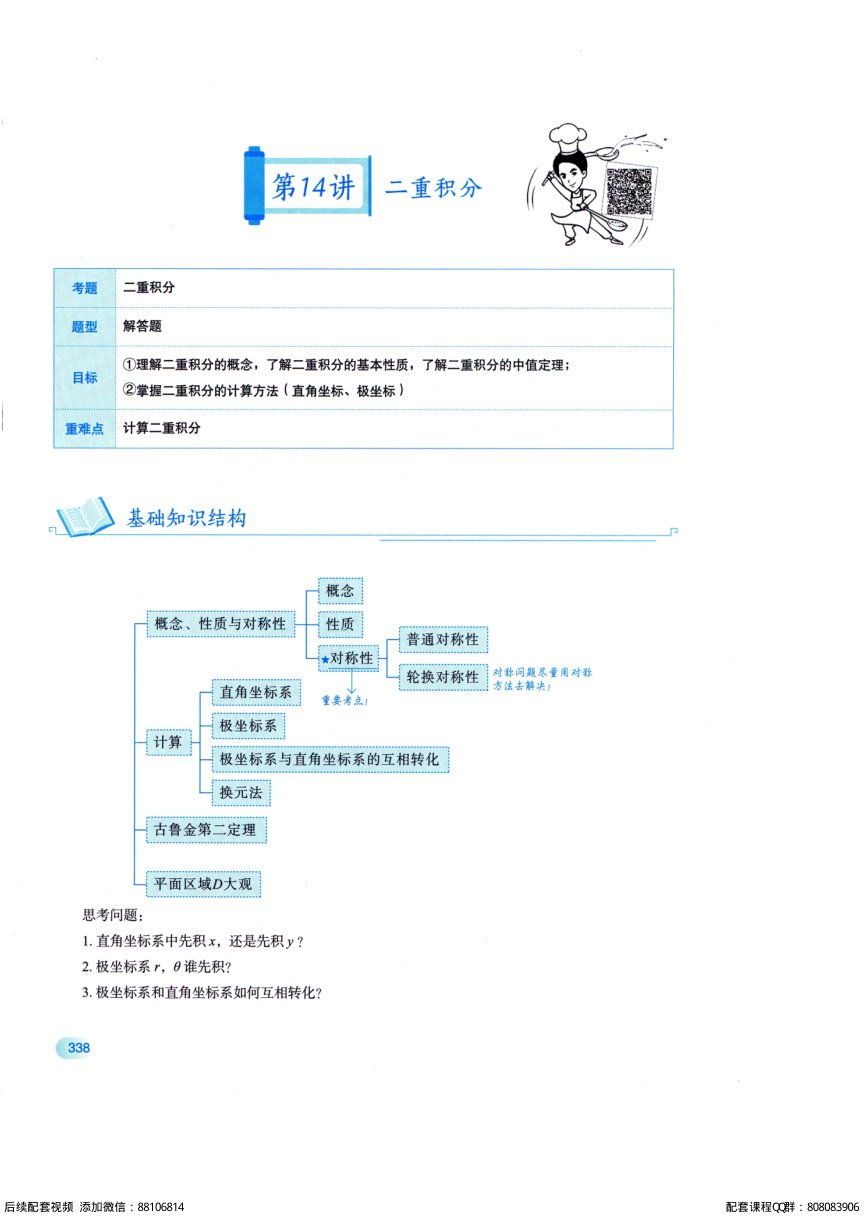 第14讲
二重积分
考题
二重积分
题型
解答题
目标
①理解二重积分的概念，了解二重积分的基本性质，了解二重积分的中值定理；
②掌握二重积分的计算方法（直角坐标、极坐标）
重难点
计算二重积分
基础知识结构
概念
概念、性质与对称性
性质
★对称性
普通对称性
轮换对称性
对称问题尽量用对称
方法去解决！
重要考点！
直角坐标系
极坐标系
计算
极坐标系与直角坐标系的互相转化
换元法
古鲁金第二定理
平面区域D大观
思考问题：
1. 直角坐标系中先积 x，还是先积 y？
2. 极坐标系 r，θ 谁先积？
3. 极坐标系和直角坐标系如何互相转化？
338
后续配套视频 添加微信：88106814
配套课程QQ群：808083906